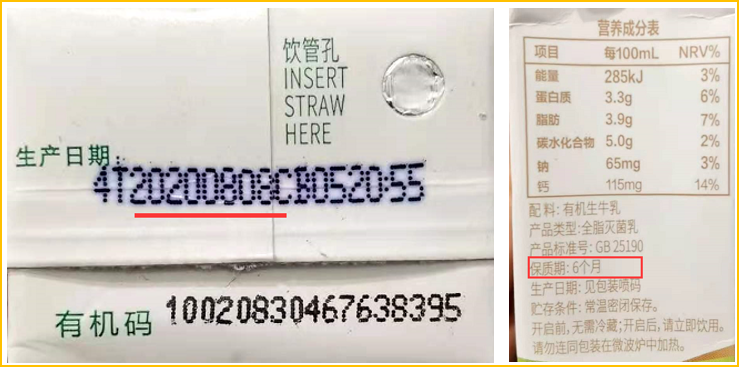 饮管孔
INSERT
STRAW
HERE
生产日期:
4T20200808C18052055
有机码 10020830467638395
营养成分表
项目 每100mL NRV%
能量 285kJ 3%
蛋白质 3.3g 6%
脂肪 3.9g 7%
碳水化合物 5.0g 2%
钠 65mg 3%
钙 115mg 14%
配料:有机生牛乳
产品类型:全脂灭菌乳
产品标准号:GB 25190
保质期:6个月
生产日期:见包装喷码
贮存条件:常温密闭保存。
开启前,无需冷藏;开启后,请立即饮用。
请勿连同包装在微波炉中加热。